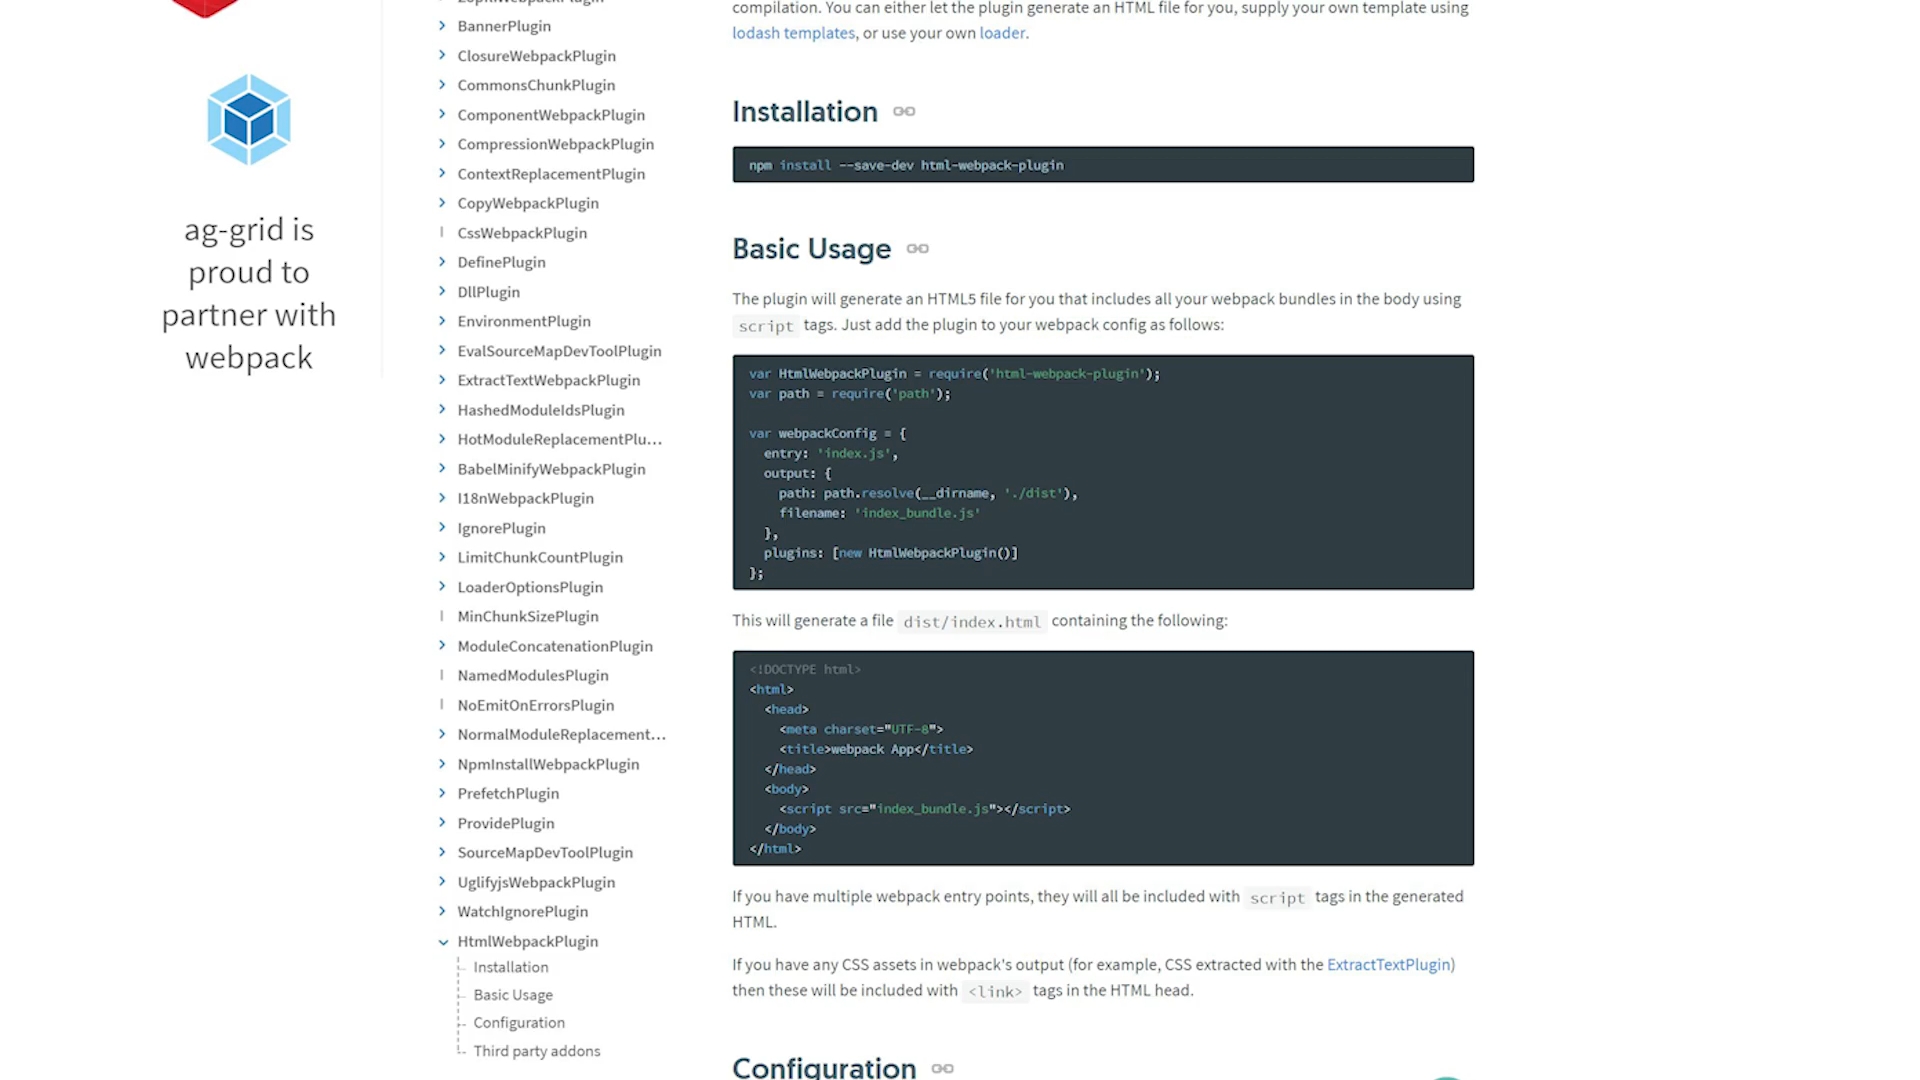 ag-grid is
proud to
partner with
webpack
BannerPlugin
ClosureWebpackPlugin
CommonsChunkPlugin
ComponentWebpackPlugin
CompressionWebpackPlugin
ContextReplacementPlugin
CopyWebpackPlugin
CssWebpackPlugin
DefinePlugin
DllPlugin
EnvironmentPlugin
EvalSourceMapDevToolPlugin
ExtractTextWebpackPlugin
HashedModuleIdsPlugin
HotModuleReplacementPlu...
BabelMinifyWebpackPlugin
I18nWebpackPlugin
IgnorePlugin
LimitChunkCountPlugin
LoaderOptionsPlugin
MinChunkSizePlugin
ModuleConcatenationPlugin
NamedModulesPlugin
NoEmitOnErrorsPlugin
NormalModuleReplacement...
NpmInstallWebpackPlugin
PrefetchPlugin
ProvidePlugin
SourceMapDevToolPlugin
UglifyjsWebpackPlugin
WatchIgnorePlugin
HtmlWebpackPlugin
Installation
Basic Usage
Configuration
Third party addons
compilation. You can either let the plugin generate an HTML file for you, supply your own template using
lodash templates, or use your own loader.
Installation
npm install --save-dev html-webpack-plugin
Basic Usage
The plugin will generate an HTML5 file for you that includes all your webpack bundles in the body using
script tags. Just add the plugin to your webpack config as follows:
var HtmlWebpackPlugin = require('html-webpack-plugin');
var path = require('path');
var webpackConfig = {
entry: 'index.js',
output: {
path: path.resolve(__dirname, './dist'),
filename: 'index_bundle.js'
},
plugins: [new HtmlWebpackPlugin()]
};
This will generate a file dist/index.html containing the following:
<!DOCTYPE html>
<html>
<head>
<meta charset="UTF-8">
<title>webpack App</title>
</head>
<body>
<script src="index_bundle.js"></script>
</body>
</html>
If you have multiple webpack entry points, they will all be included with script tags in the generated
HTML.
If you have any CSS assets in webpack's output (for example, CSS extracted with the ExtractTextPlugin)
then these will be included with <link> tags in the HTML head.
Configuration